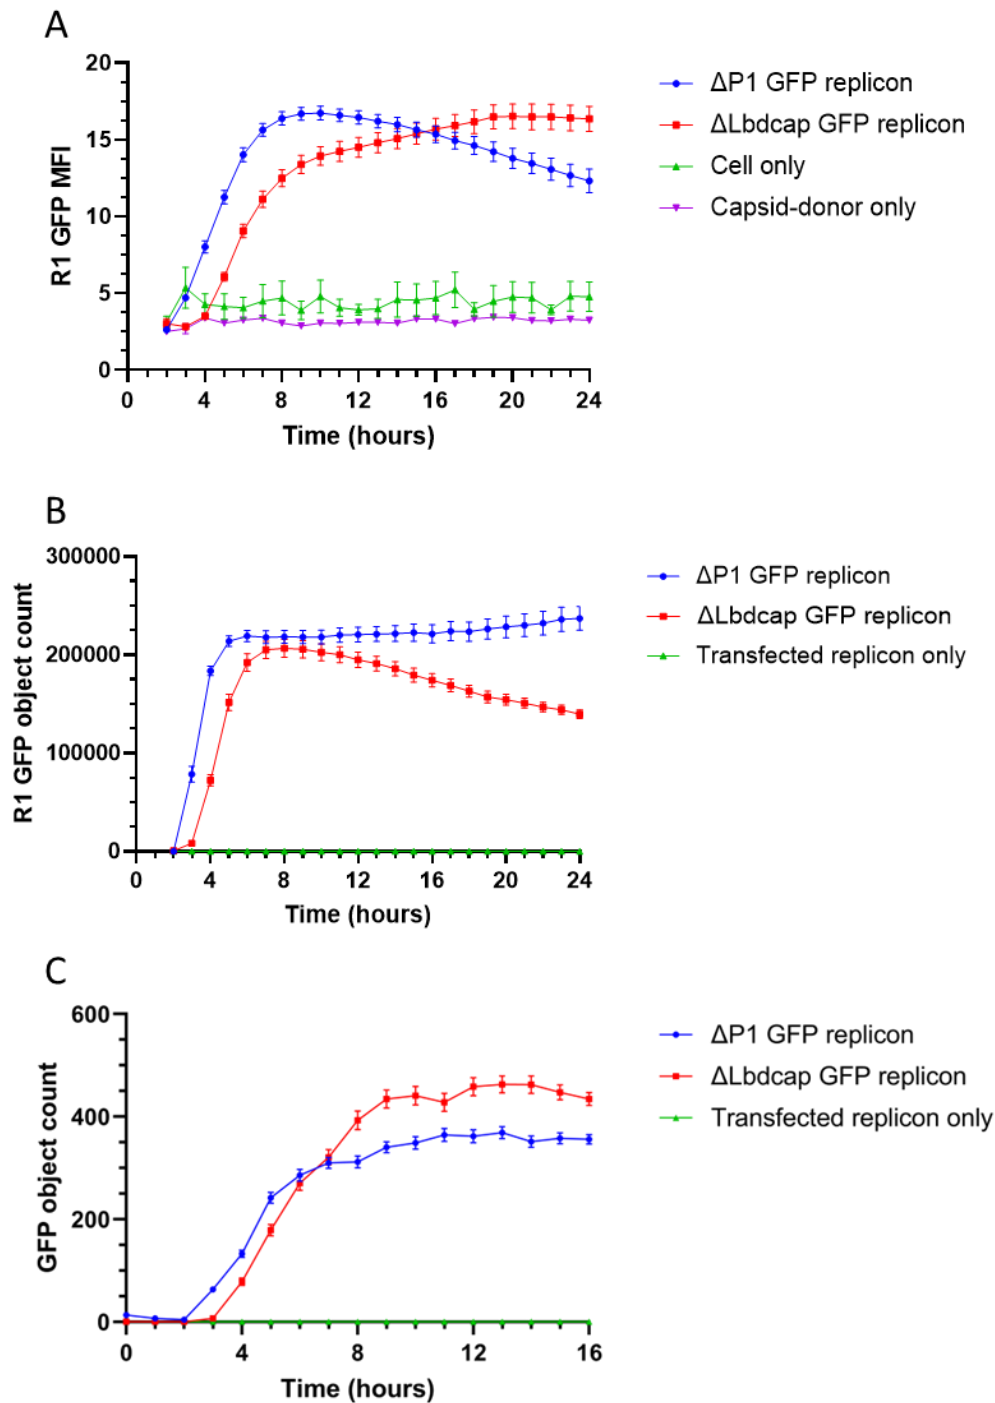 A
R1 GFP MFI
20
15
10
5
0
0 4 8 12 16 20 24
Time (hours)
ΔP1 GFP replicon
ΔLbdcap GFP replicon
Cell only
Capsid-donor only
B
R1 GFP object count
300000
200000
100000
0
0 4 8 12 16 20 24
Time (hours)
ΔP1 GFP replicon
ΔLbdcap GFP replicon
Transfected replicon only
C
GFP object count
600
400
200
0
0 4 8 12 16
Time (hours)
ΔP1 GFP replicon
ΔLbdcap GFP replicon
Transfected replicon only